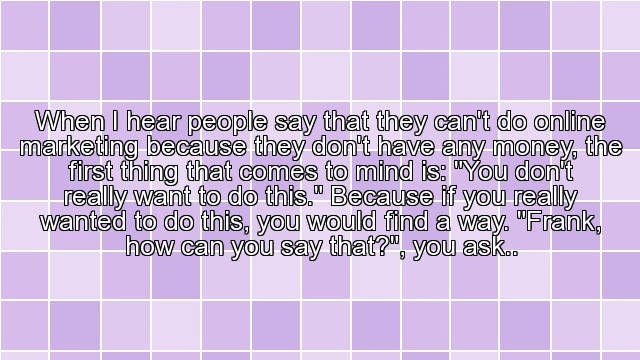 When I hear people say that they can't do online
marketing because they don't have any money, the
first thing that comes to mind is: "You don't
really want to do this." Because if you really
wanted to do this, you would find a way. "Frank,
how can you say that?", you ask..